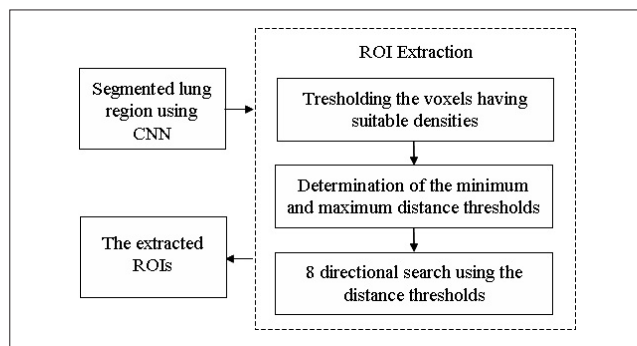 Segmented lung
region using
CNN
ROI Extraction
Tresholding the voxels having
suitable densities
Determination of the minimum
and maximum distance thresholds
8 directional search using the
distance thresholds
The extracted
ROIs